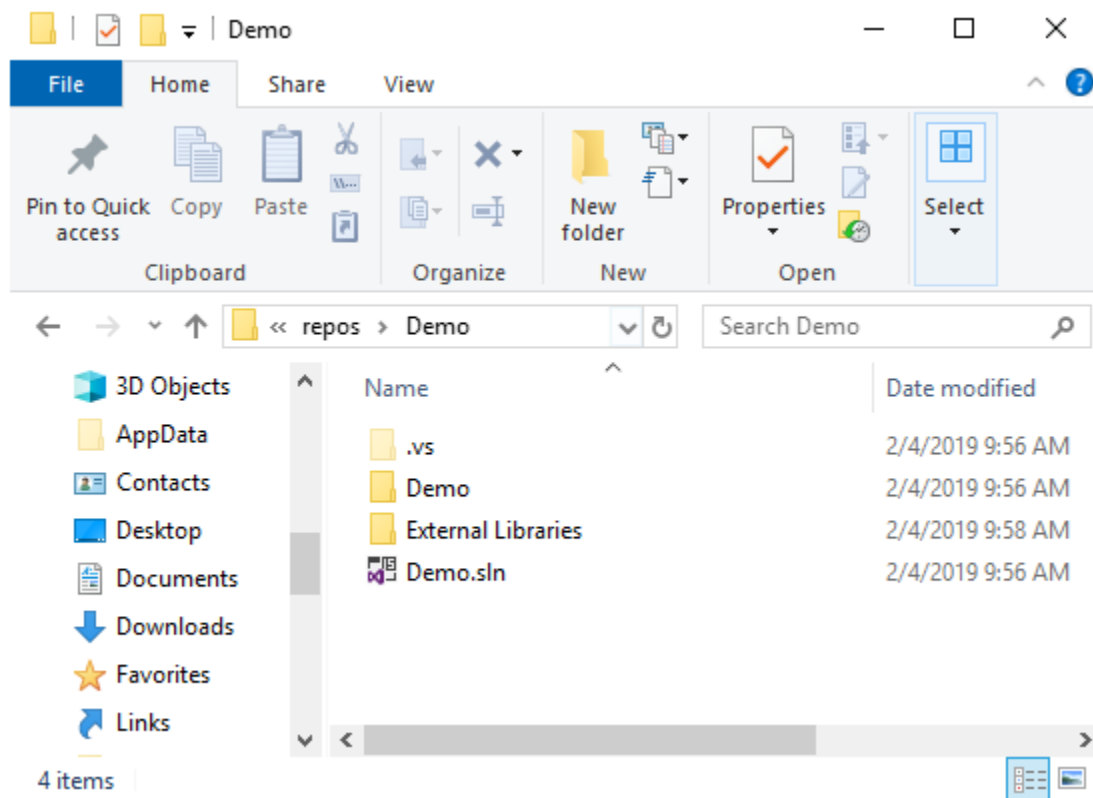 Demo
File Home Share View
Pin to Quick access Copy Paste New folder Properties Select
Clipboard Organize New Open
« repos > Demo Search Demo
Name Date modified
3D Objects
AppData
Contacts
Desktop
Documents
Downloads
Favorites
Links
.vs 2/4/2019 9:56 AM
Demo 2/4/2019 9:56 AM
External Libraries 2/4/2019 9:58 AM
Demo.sln 2/4/2019 9:56 AM
4 items